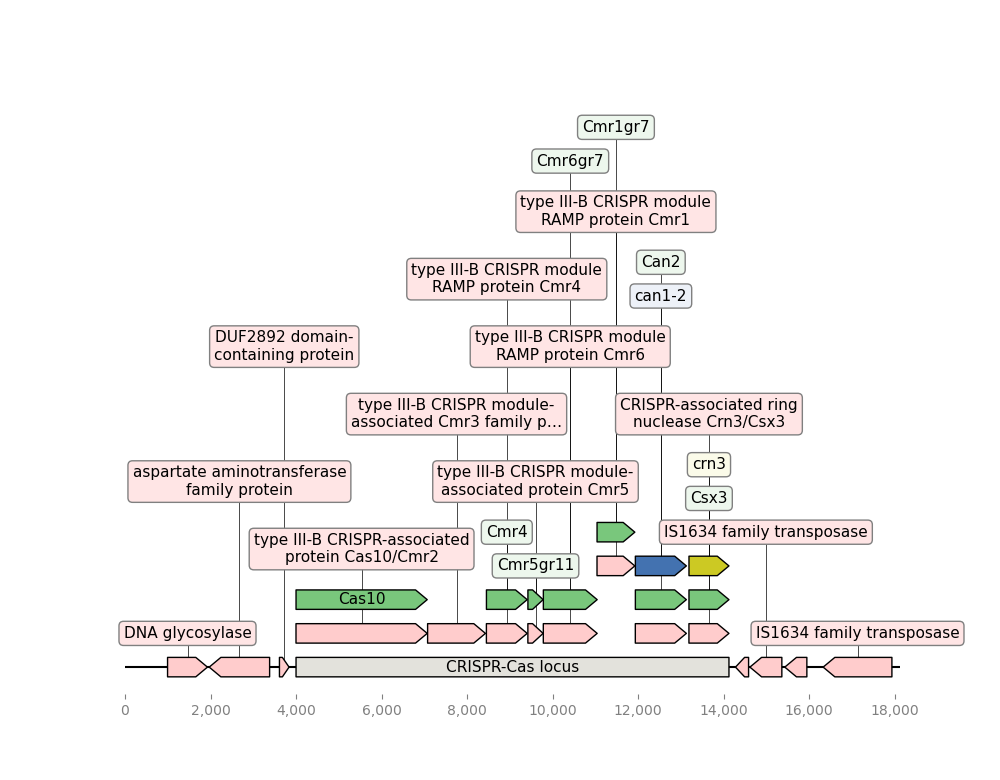 Cmr1gr7
Cmr6gr7
type III-B CRISPR module
RAMP protein Cmr1
Can2
type III-B CRISPR module
RAMP protein Cmr4
can1-2
DUF2892 domain-
containing protein
type III-B CRISPR module
RAMP protein Cmr6
type III-B CRISPR module-
associated Cmr3 family p...
CRISPR-associated ring
nuclease Crn3/Csx3
crn3
aspartate aminotransferase
family protein
type III-B CRISPR module-
associated protein Cmr5
Csx3
Cmr4
IS1634 family transposase
type III-B CRISPR-associated
protein Cas10/Cmr2
Cmr5gr11
Cas10
DNA glycosylase
IS1634 family transposase
CRISPR-Cas locus
0 2,000 4,000 6,000 8,000 10,000 12,000 14,000 16,000 18,000